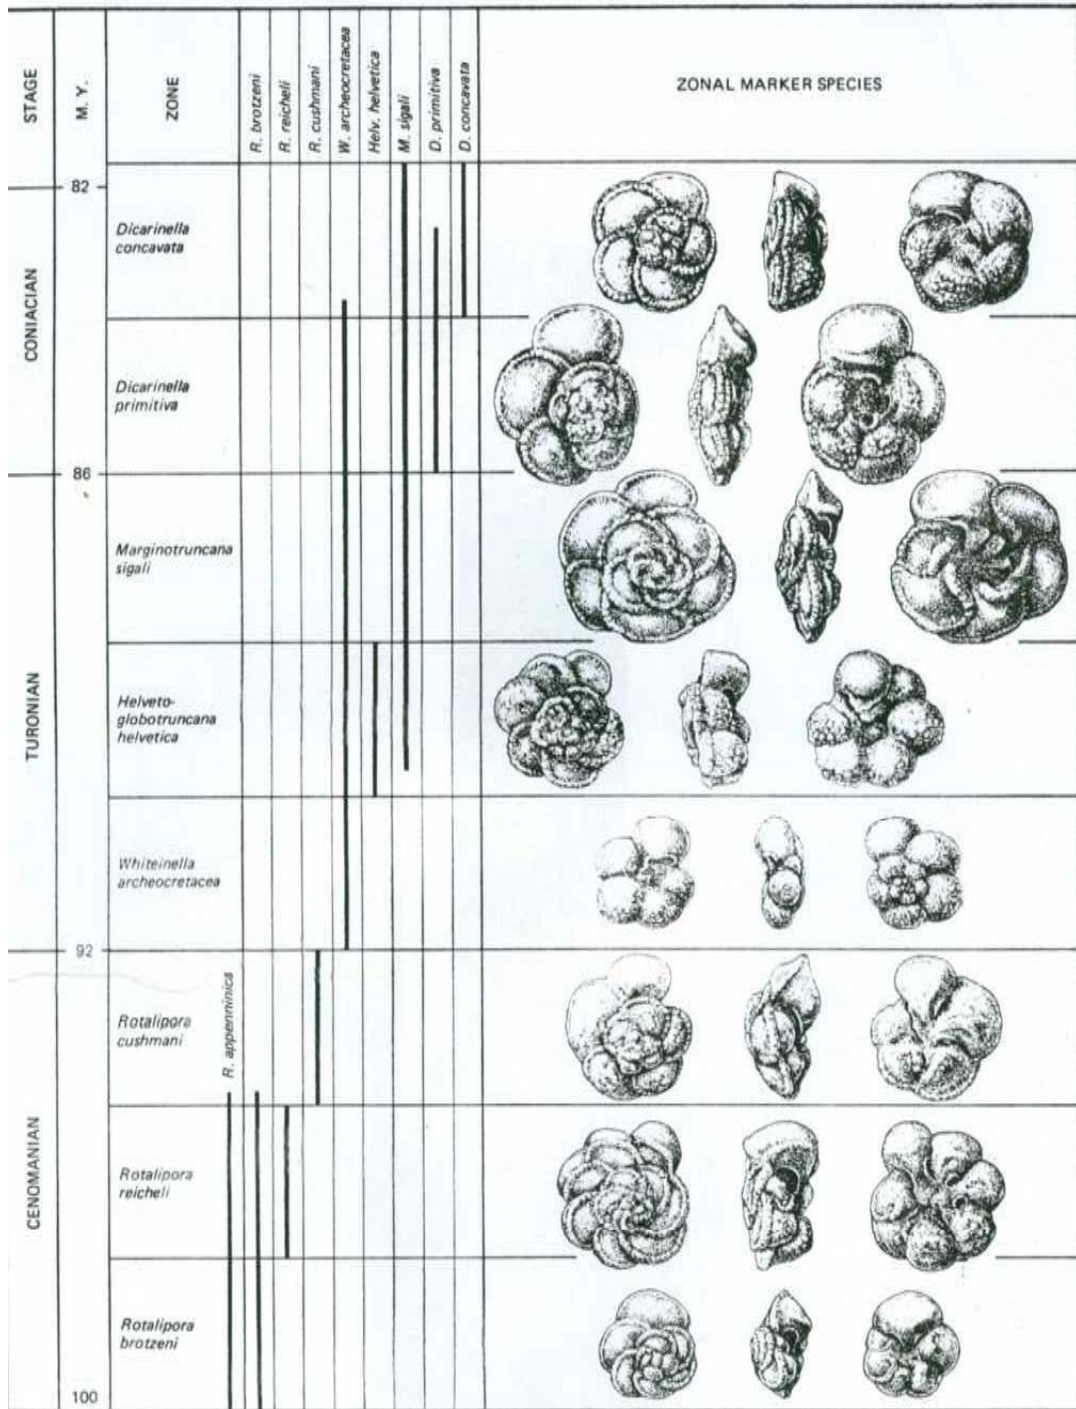 STAGE
M. Y.
ZONE
R. brotzeni
R. reicheli
R. cushmani
W. archeocretacea
Helv. helvetica
M. sigali
D. primitiva
D. concavata
ZONAL MARKER SPECIES
82
Dicarinella
concavata
CONIACIAN
Dicarinella
primitiva
86
Marginotruncana
sigali
TURONIAN
Helveto-
globotruncana
helvetica
Whiteinella
archeocretacea
92
R. appenninica
Rotalipora
cushmani
CENOMANIAN
Rotalipora
reicheli
Rotalipora
brotzeni
100